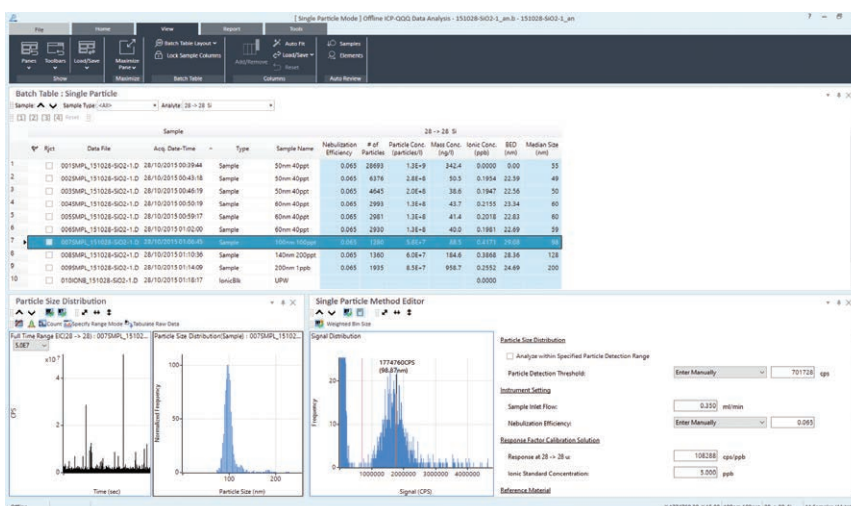 [ Single Particle Mode ] Offline ICP-QQQ Data Analysis - 151028-SiO2-1_an.b - 151028-SiO2-1_an
File Home View Report Tools
Panes Toolbars Load/Save Maximize Pane Batch Table Layout Lock Sample Columns Add/Remove Auto Fit Load/Save Reset Samples Elements
Show Maximize Batch Table Columns Auto Review
Batch Table : Single Particle
Sample: Sample Type: <All> Analyte: 28 -> 28 Si
[1] [2] [3] [4] Reset
Sample 28 -> 28 Si
Rjct Data File Acq. Date-Time Type Sample Name Nebulization Efficiency # of Particles Particle Conc. (particles/l) Mass Conc. (ng/l) Ionic Conc. (ppb) BED (nm) Median Size (nm)
1 001SMPL_151028-SiO2-1.D 28/10/2015 00:39:44 Sample 50nm 40ppt 0.065 28693 1.3E+9 342.4 0.0000 0.00 55
2 002SMPL_151028-SiO2-1.D 28/10/2015 00:43:18 Sample 50nm 40ppt 0.065 6376 2.8E+8 50.5 0.1954 22.59 49
3 003SMPL_151028-SiO2-1.D 28/10/2015 00:46:19 Sample 50nm 40ppt 0.065 4645 2.0E+8 38.6 0.1947 22.56 50
4 004SMPL_151028-SiO2-1.D 28/10/2015 00:50:19 Sample 60nm 40ppt 0.065 2993 1.3E+8 43.7 0.2155 23.34 60
5 005SMPL_151028-SiO2-1.D 28/10/2015 00:59:17 Sample 60nm 40ppt 0.065 2981 1.3E+8 41.4 0.2018 22.83 60
6 006SMPL_151028-SiO2-1.D 28/10/2015 01:02:00 Sample 60nm 40ppt 0.065 2930 1.3E+8 40.0 0.1981 22.69 59
7 007SMPL_151028-SiO2-1.D Sample 100nm 100ppt 0.065 1280 5.6E+7 0.4171 98
8 008SMPL_151028-SiO2-1.D 28/10/2015 01:10:36 Sample 140nm 200ppt 0.065 1360 6.0E+7 184.6 0.3868 28.36 128
9 009SMPL_151028-SiO2-1.D 28/10/2015 01:14:09 Sample 200nm 1ppb 0.065 1935 8.5E+7 958.7 0.2552 24.69 200
10 010IONB_151028-SiO2-1.D 28/10/2015 01:18:17 IonicBlk UPW 0.0000
Particle Size Distribution Single Particle Method Editor
Count Specify Range Mode Tabulate Raw Data Weighted Bin Size
Full Time Range EIC(28 -> 28) : 007SMPL_15102... Particle Size Distribution(Sample) : 007SMPL_15102... Signal Distribution
5.0E7
x10 7
4
2
0
CPS
Time (sec)
100
50
0
Normalized Frequency
100 200
Particle Size (nm)
1774760CPS
(98.87nm)
20
10
0
Frequency
1000000 2000000 3000000 4000000
Signal (CPS)
Particle Size Distribution
Analyze within Specified Particle Detection Range
Particle Detection Threshold: Enter Manually 701728 cps
Instrument Setting
Sample Inlet Flow: 0.350 ml/min
Nebulization Efficiency: Enter Manually 0.065
Response Factor Calibration Solution
Response at 28 -> 28 u: 108288 cps/ppb
Ionic Standard Concentration: 5.000 ppb
Reference Material